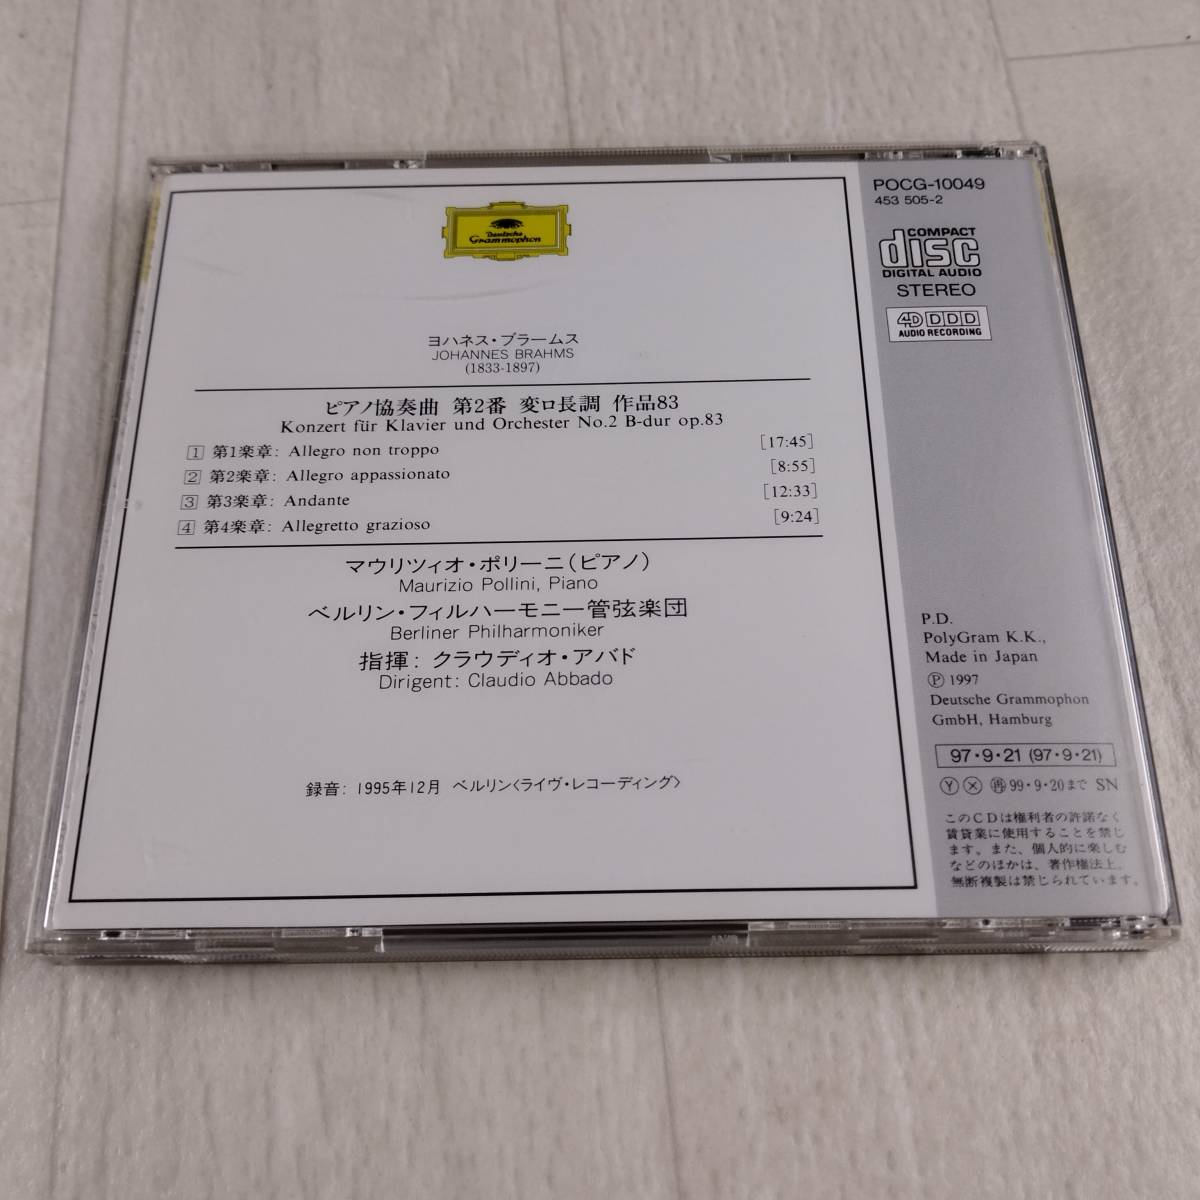 Deutsche
Grammophon
ヨハネス・ブラームス
JOHANNES BRAHMS
(1833-1897)
ピアノ協奏曲 第2番 変ロ長調 作品83
Konzert für Klavier und Orchester No.2 B-dur op.83
1 第1楽章: Allegro non troppo [17:45]
2 第2楽章: Allegro appassionato [8:55]
3 第3楽章: Andante [12:33]
4 第4楽章: Allegretto grazioso [9:24]
マウリツィオ・ポリーニ(ピアノ)
Maurizio Pollini, Piano
ベルリン・フィルハーモニー管弦楽団
Berliner Philharmoniker
指揮: クラウディオ・アバド
Dirigent: Claudio Abbado
録音: 1995年12月 ベルリン〈ライヴ・レコーディング〉
POCG-10049
453 505-2
COMPACT
disc
DIGITAL AUDIO
STEREO
4D DDD
AUDIO RECORDING
P.D.
PolyGram K.K.,
Made in Japan
Ⓟ 1997
Deutsche Grammophon
GmbH, Hamburg
97・9・21 (97・9・21)
Ⓨ Ⓧ ㊢99・9・20まで SN
このCDは権利者の許諾なく
賃貸業に使用することを禁じ
ます。また、個人的に楽しむ
などのほかは、著作権法上、
無断複製は禁じられています。